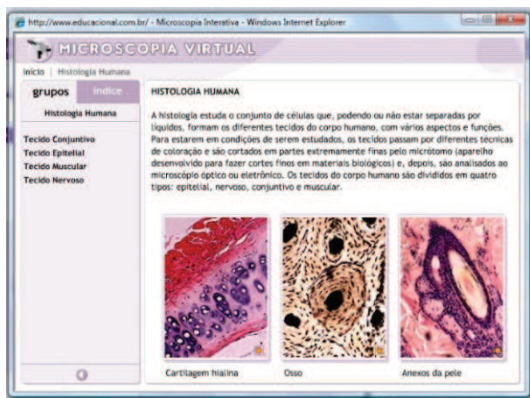 http://www.educacional.com.br/ - Microscopia Interativa - Windows Internet Explorer
MICROSCOPIA VIRTUAL
Início | Histologia Humana
grupos índice
Histologia Humana
Tecido Conjuntivo
Tecido Epitelial
Tecido Muscular
Tecido Nervoso
HISTOLOGIA HUMANA
A histologia estuda o conjunto de células que, podendo ou não estar separadas por
líquidos, formam os diferentes tecidos do corpo humano, com vários aspectos e funções.
Para estarem em condições de serem estudados, os tecidos passam por diferentes técnicas
de coloração e são cortados em partes extremamente finas pelo micrótomo (aparelho
desenvolvido para fazer cortes finos em materiais biológicos) e, depois, são analisados ao
microscópio óptico ou eletrônico. Os tecidos do corpo humano são divididos em quatro
tipos: epitelial, nervoso, conjuntivo e muscular.
Cartilagem hialina
Osso
Anexos da pele